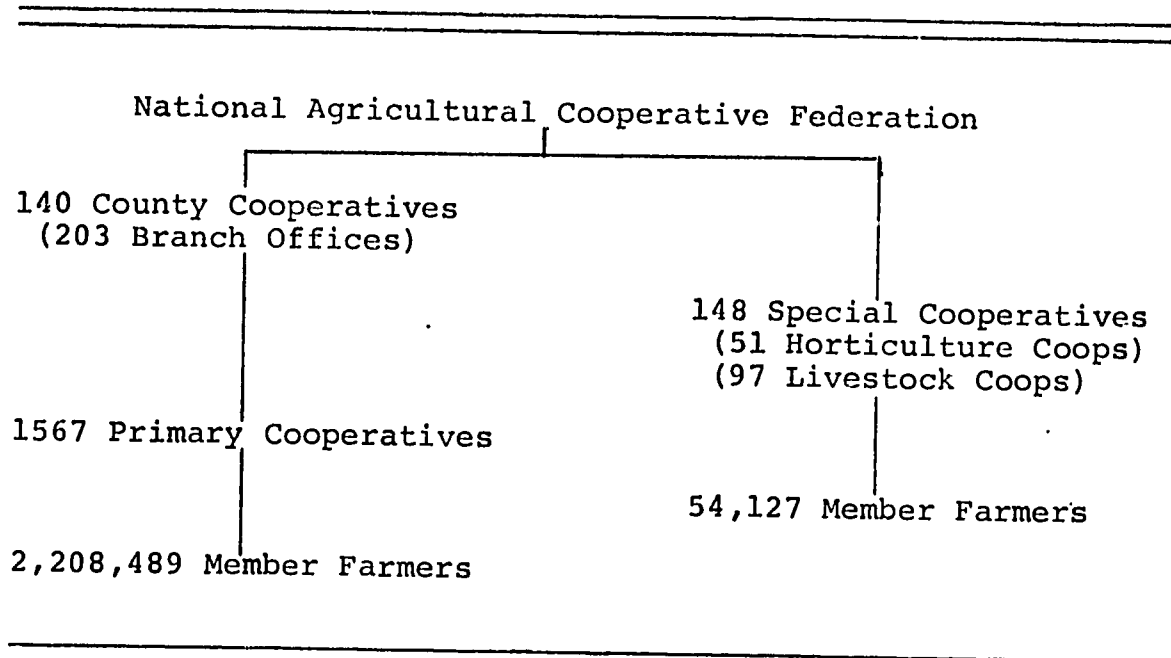 National Agricultural Cooperative Federation
140 County Cooperatives
(203 Branch Offices)
148 Special Cooperatives
(51 Horticulture Coops)
(97 Livestock Coops)
1567 Primary Cooperatives
54,127 Member Farmers
2,208,489 Member Farmers